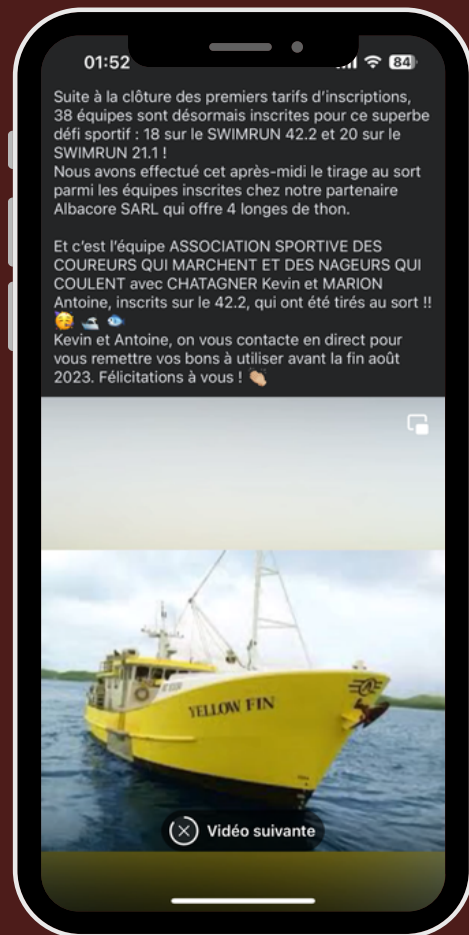 01:52
84
Suite à la clôture des premiers tarifs d'inscriptions,
38 équipes sont désormais inscrites pour ce superbe
défi sportif : 18 sur le SWIMRUN 42.2 et 20 sur le
SWIMRUN 21.1 !
Nous avons effectué cet après-midi le tirage au sort
parmi les équipes inscrites chez notre partenaire
Albacore SARL qui offre 4 longes de thon.
Et c'est l'équipe ASSOCIATION SPORTIVE DES
COUREURS QUI MARCHENT ET DES NAGEURS QUI
COULENT avec CHATAGNER Kevin et MARION
Antoine, inscrits sur le 42.2, qui ont été tirés au sort !!
🥳 🛥️ 🐟
Kevin et Antoine, on vous contacte en direct pour
vous remettre vos bons à utiliser avant la fin août
2023. Félicitations à vous ! 👏🏼
YELLOW FIN
Vidéo suivante